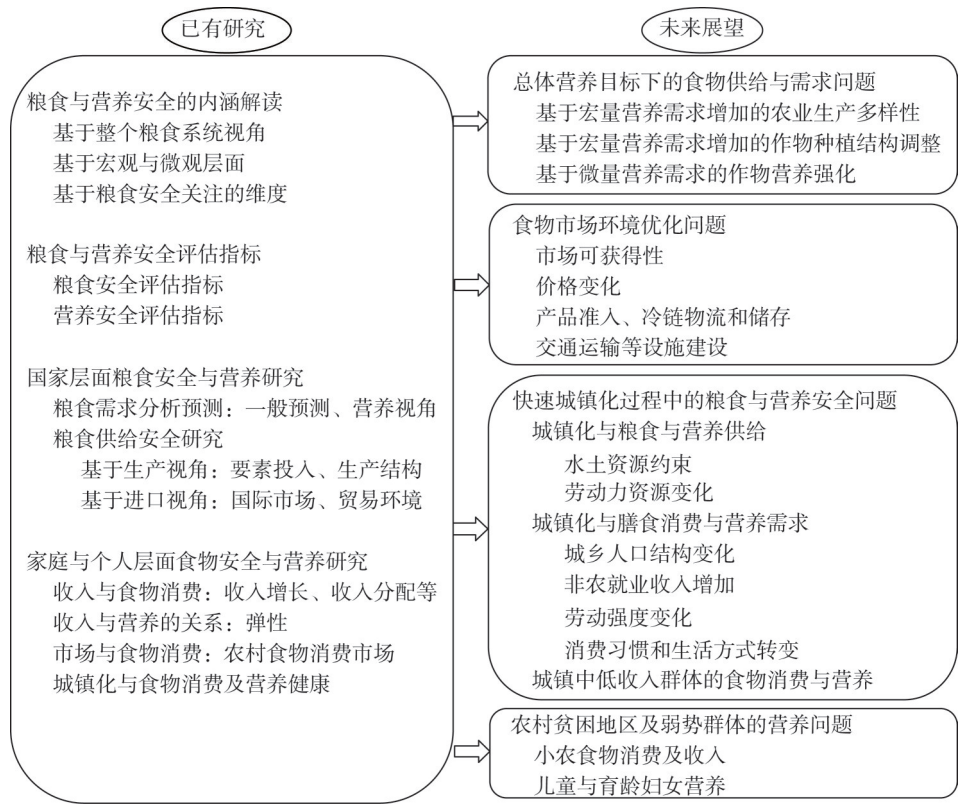 已有研究
粮食与营养安全的内涵解读
基于整个粮食系统视角
基于宏观与微观层面
基于粮食安全关注的维度
粮食与营养安全评估指标
粮食安全评估指标
营养安全评估指标
国家层面粮食安全与营养研究
粮食需求分析预测：一般预测、营养视角
粮食供给安全研究
基于生产视角：要素投入、生产结构
基于进口视角：国际市场、贸易环境
家庭与个人层面食物安全与营养研究
收入与食物消费：收入增长、收入分配等
收入与营养的关系：弹性
市场与食物消费：农村食物消费市场
城镇化与食物消费及营养健康
未来展望
总体营养目标下的食物供给与需求问题
基于宏量营养需求增加的农业生产多样性
基于宏量营养需求增加的作物种植结构调整
基于微量营养需求的作物营养强化
食物市场环境优化问题
市场可获得性
价格变化
产品准入、冷链物流和储存
交通运输等设施建设
快速城镇化过程中的粮食与营养安全问题
城镇化与粮食与营养供给
水土资源约束
劳动力资源变化
城镇化与膳食消费与营养需求
城乡人口结构变化
非农就业收入增加
劳动强度变化
消费习惯和生活方式转变
城镇中低收入群体的食物消费与营养
农村贫困地区及弱势群体的营养问题
小农食物消费及收入
儿童与育龄妇女营养